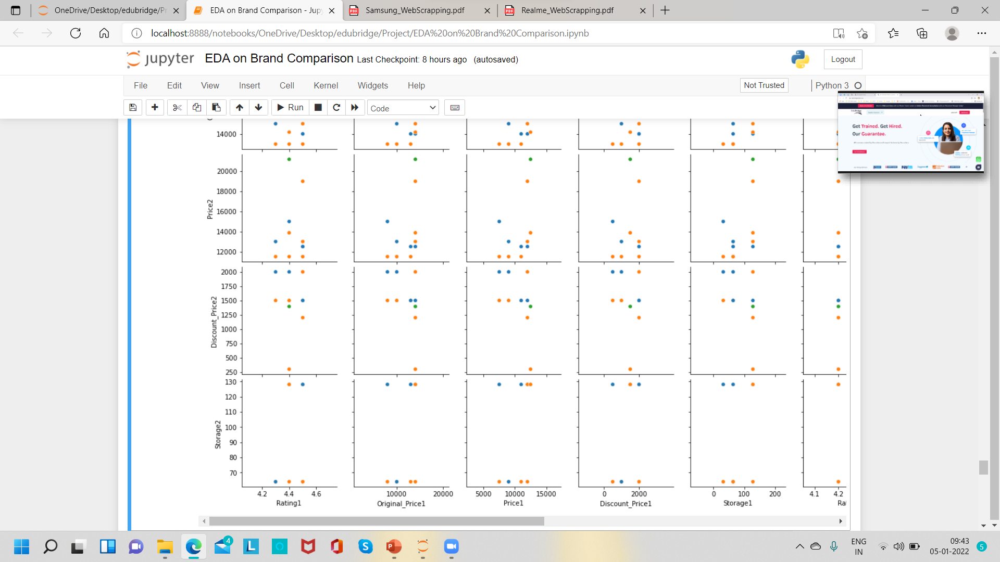 OneDrive/Desktop/edubridge/Pr
EDA on Brand Comparison - Jup
Samsung_WebScrapping.pdf
Realme_WebScrapping.pdf
localhost:8888/notebooks/OneDrive/Desktop/edubridge/Project/EDA%20on%20Brand%20Comparison.ipynb
jupyter EDA on Brand Comparison Last Checkpoint: 8 hours ago (autosaved)
Logout
File Edit View Insert Cell Kernel Widgets Help
Not Trusted
Python 3
Run
Code
Get Trained. Get Hired.
Our Guarantee.
paytm
14000
20000
18000
16000
14000
12000
Price2
2000
1750
1500
1250
1000
750
500
250
Discount_Price2
130
120
110
100
90
80
70
Storage2
4.2 4.4 4.6
10000 20000
5000 10000 15000
0 2000
0 100 200
4.1 4.2
Rating1
Original_Price1
Price1
Discount_Price1
Storage1
Ra
4
ENG
IN
09:43
05-01-2022
5